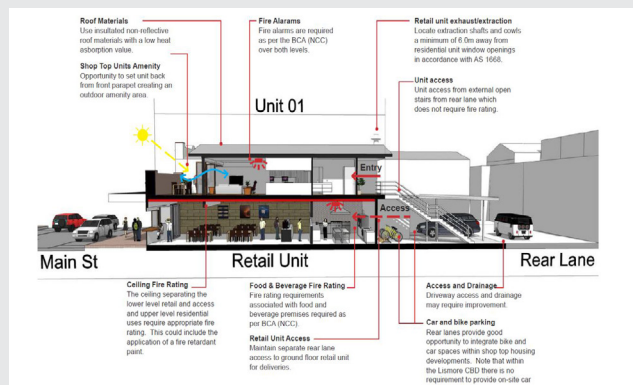 Roof Materials
Use insultated non-reflective
roof materials with a low heat
asborption value.
Shop Top Units Amenity
Opportunity to set unit back
from front parapet creating an
outdoor amenity area.
Fire Alarams
Fire alarms are required
as per the BCA (NCC)
over both levels.
Retail unit exhaust/extraction
Locate extraction shafts and cowls
a minimum of 6.0m away from
residential unit window openings
in accordance with AS 1668.
Unit access
Unit access from external open
stairs from rear lane which
does not require fire rating.
Unit 01
Entry
Access
Main St
Retail Unit
Rear Lane
Ceiling Fire Rating
The ceiling separating the
lower level retail and access
and upper level residential
uses require appropriate fire
rating. This could include the
application of a fire retardant
paint.
Food & Beverage Fire Rating
Fire rating requirements
associated with food and
beverage premises required as
per BCA (NCC).
Retail Unit Access
Maintain separate rear lane
access to ground floor retail unit
for deliveries.
Access and Drainage
Driveway access and drainage
may require improvement.
Car and bike parking
Rear lanes provide good
opportunity to integrate bike and
car spaces within shop top housing
developments. Note that within
the Lismore CBD there is no
requirement to provide on-site car